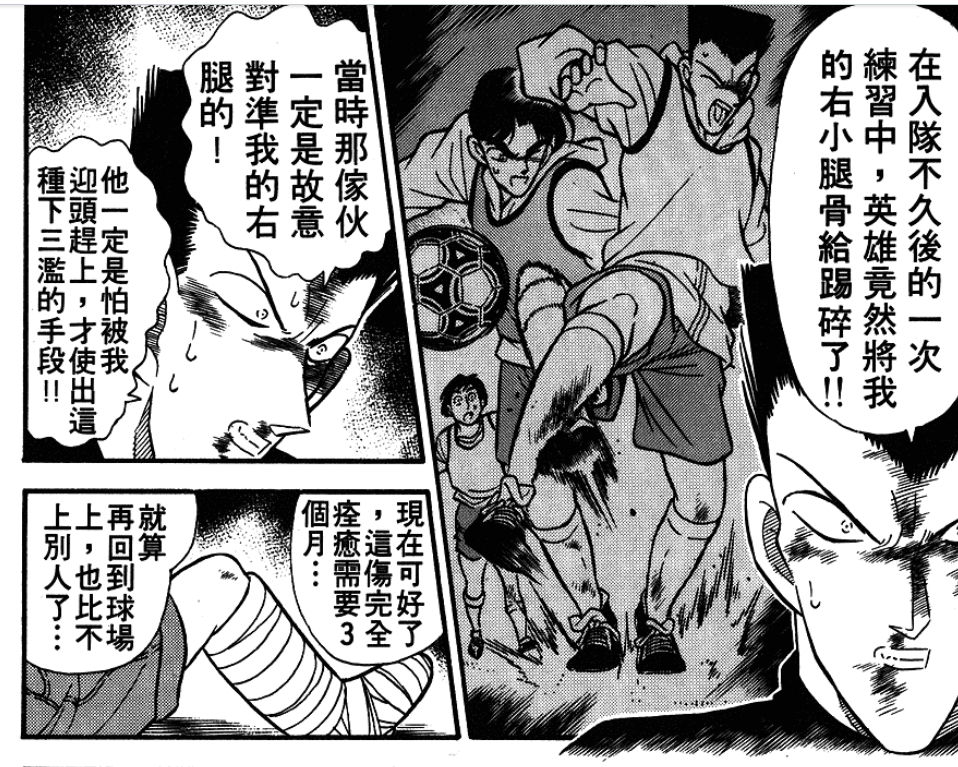 在入隊不久後的一次
練習中，英雄竟然將我
的右小腿骨給踢碎了!!
當時那傢伙
一定是故意
對準我的右
腿的！
他一定是怕被我
迎頭趕上，才使出這
種下三濫的手段!!
現在可好了
，這傷完全
痊癒需要3
個月…
就算
再回到球場
上，也比不
上別人了…